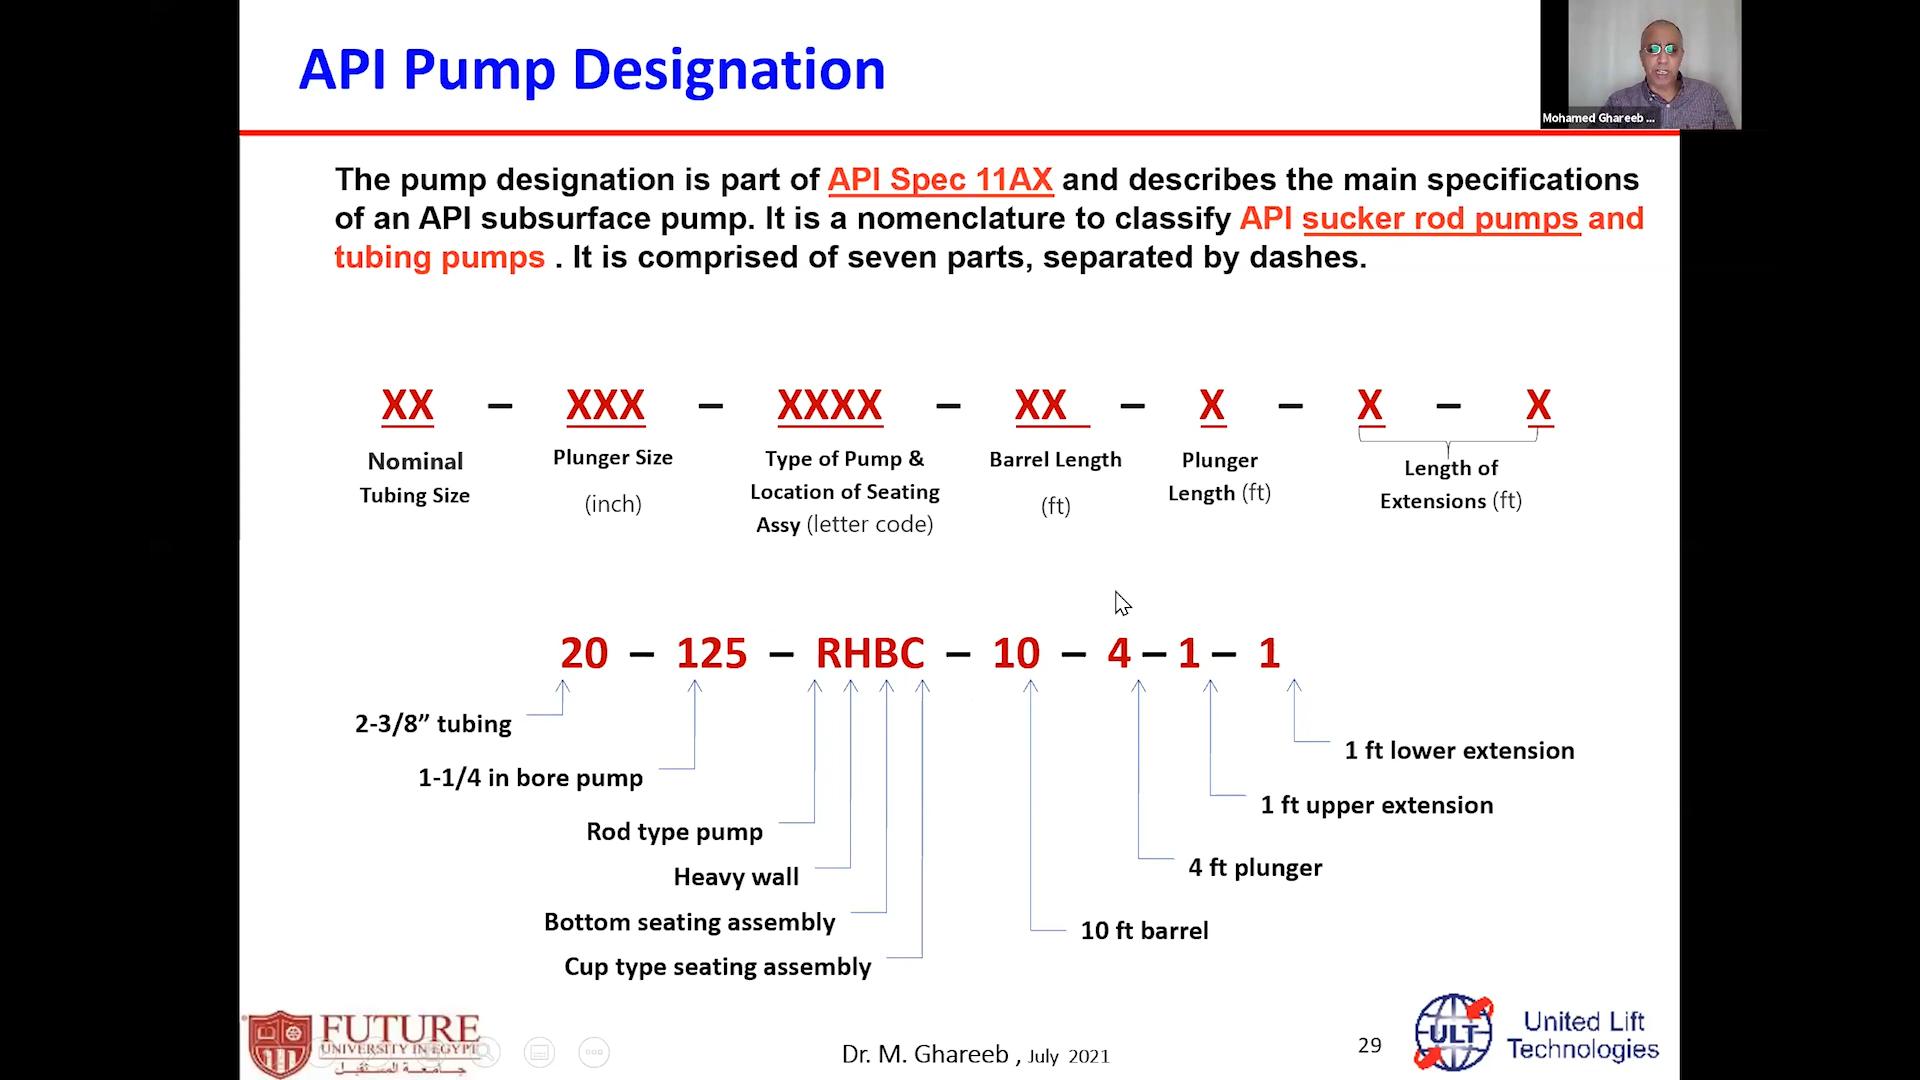 API Pump Designation
Mohamed Ghareeb ...
The pump designation is part of API Spec 11AX and describes the main specifications
of an API subsurface pump. It is a nomenclature to classify API sucker rod pumps and
tubing pumps . It is comprised of seven parts, separated by dashes.
XX – XXX – XXXX – XX – X – X – X
Nominal
Tubing Size
Plunger Size
(inch)
Type of Pump &
Location of Seating
Assy (letter code)
Barrel Length
(ft)
Plunger
Length (ft)
Length of
Extensions (ft)
20 – 125 – RHBC – 10 – 4 – 1 – 1
2-3/8” tubing
1-1/4 in bore pump
Rod type pump
Heavy wall
Bottom seating assembly
Cup type seating assembly
1 ft lower extension
1 ft upper extension
4 ft plunger
10 ft barrel
FUTURE
UNIVERSITY IN EGYPT
جامعة المستقبل
Dr. M. Ghareeb , July 2021
29
ULT
United Lift
Technologies